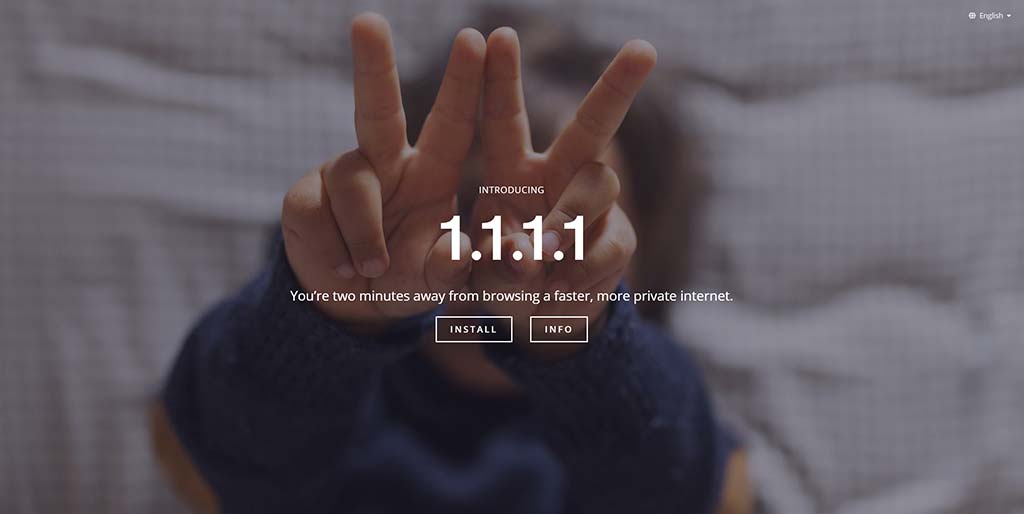 English
INTRODUCING
1.1.1.1
You’re two minutes away from browsing a faster, more private internet.
INSTALL INFO